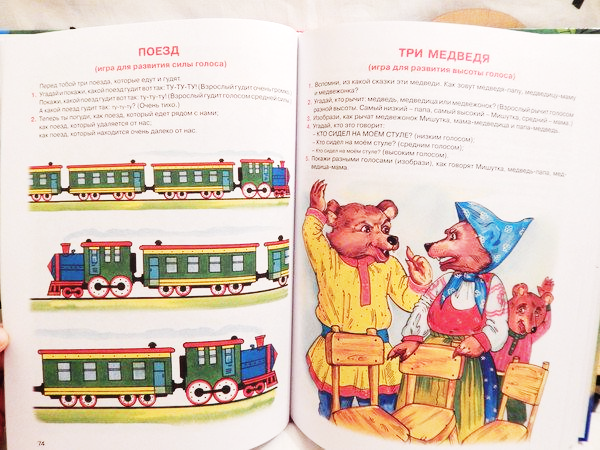 ПОЕЗД
(игра для развития силы голоса)
Перед тобой три поезда, которые едут и гудят.
1. Угадай и покажи, какой поезд гудит вот так: ТУ-ТУ-ТУ! (Взрослый гудит очень громко.)
Покажи, какой поезд гудит вот так: ту-ту-ту! (Взрослый гудит голосом средней силы.)
А какой поезд гудит так: ту-ту-ту? (Очень тихо.)
2. Теперь ты погуди, как поезд, который едет рядом с нами;
как поезд, который удаляется от нас;
как поезд, который находится очень далеко от нас.
74
ТРИ МЕДВЕДЯ
(игра для развития высоты голоса)
1. Вспомни, из какой сказки эти медведи. Как зовут медведя-папу, медведицу-маму
и медвежонка?
2. Угадай, кто рычит: медведь, медведица или медвежонок? (Взрослый рычит голосом
разной высоты. Самый низкий – папа, самый высокий – Мишутка, средний – мама.)
3. Изобрази, как рычат медвежонок Мишутка, мама-медведица и папа-медведь.
4. Угадай, кто это говорит:
- КТО СИДЕЛ НА МОЁМ СТУЛЕ? (низким голосом);
- Кто сидел на моём стуле? (средним голосом);
- Кто сидел на моём стуле? (высоким голосом).
5. Покажи разными голосами (изобрази), как говорят Мишутка, медведь-папа, мед-
ведица-мама.